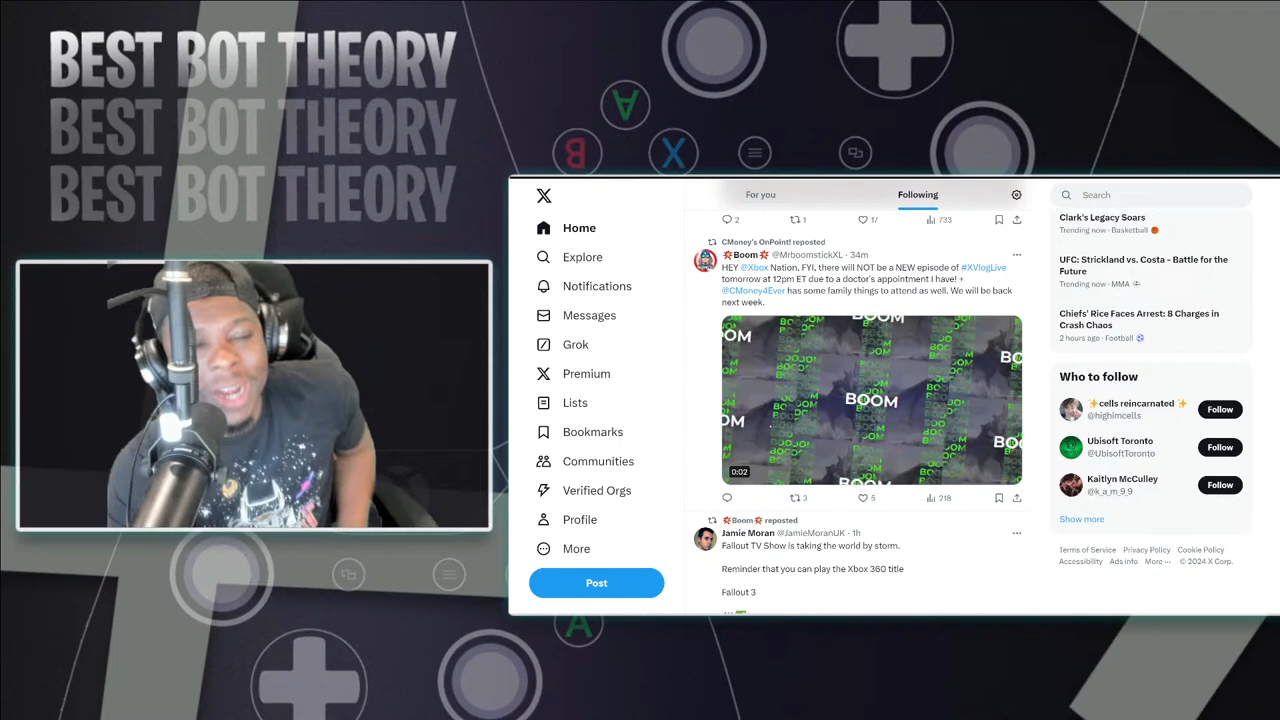 BEST BOT THEORY
BEST BOT THEORY
BEST BOT THEORY
A
B
X
Home
Explore
Notifications
Messages
Grok
Premium
Lists
Bookmarks
Communities
Verified Orgs
Profile
More
Post
For you
Following
2
1
17
733
CMoney's OnPoint! reposted
💥Boom💥 @MrboomstickXL · 34m
HEY @Xbox Nation, FYI, there will NOT be a NEW episode of #XVlogLive
tomorrow at 12pm ET due to a doctor's appointment I have! +
@CMoney4Ever has some family things to attend as well. We will be back
next week.
BOOM
0:02
3
5
218
💥Boom💥 reposted
Jamie Moran @JamieMoranUK · 1h
Fallout TV Show is taking the world by storm.
Reminder that you can play the Xbox 360 title
Fallout 3
Search
Clark's Legacy Soars
Trending now · Basketball
UFC: Strickland vs. Costa - Battle for the
Future
Trending now · MMA
Chiefs' Rice Faces Arrest: 8 Charges in
Crash Chaos
2 hours ago · Football
Who to follow
✨cells reincarnated ✨
@highimcells
Follow
Ubisoft Toronto
@UbisoftToronto
Follow
Kaitlyn McCulley
@k_a_m_9_9
Follow
Show more
Terms of Service Privacy Policy Cookie Policy
Accessibility Ads info More ··· © 2024 X Corp.
A